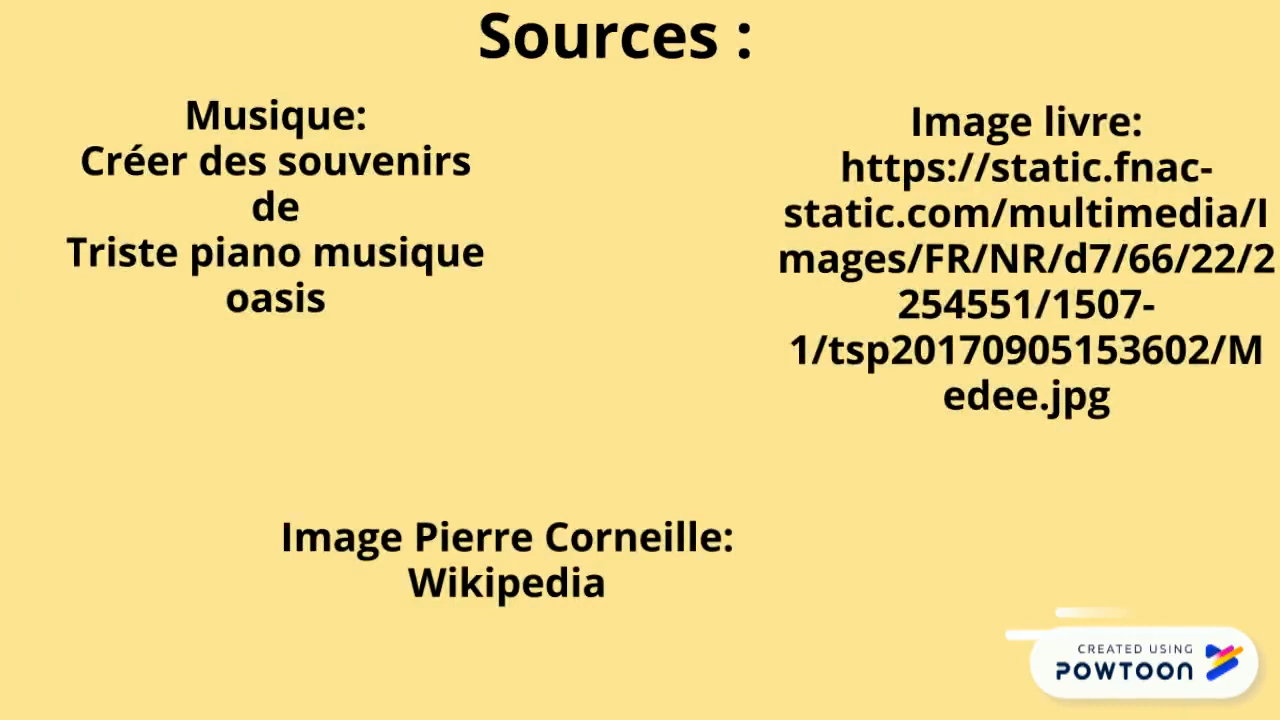 Sources :
Musique:
Créer des souvenirs
de
Triste piano musique
oasis
Image livre:
https://static.fnac-
static.com/multimedia/I
mages/FR/NR/d7/66/22/2
254551/1507-
1/tsp20170905153602/M
edee.jpg
Image Pierre Corneille:
Wikipedia
CREATED USING
POWTOON